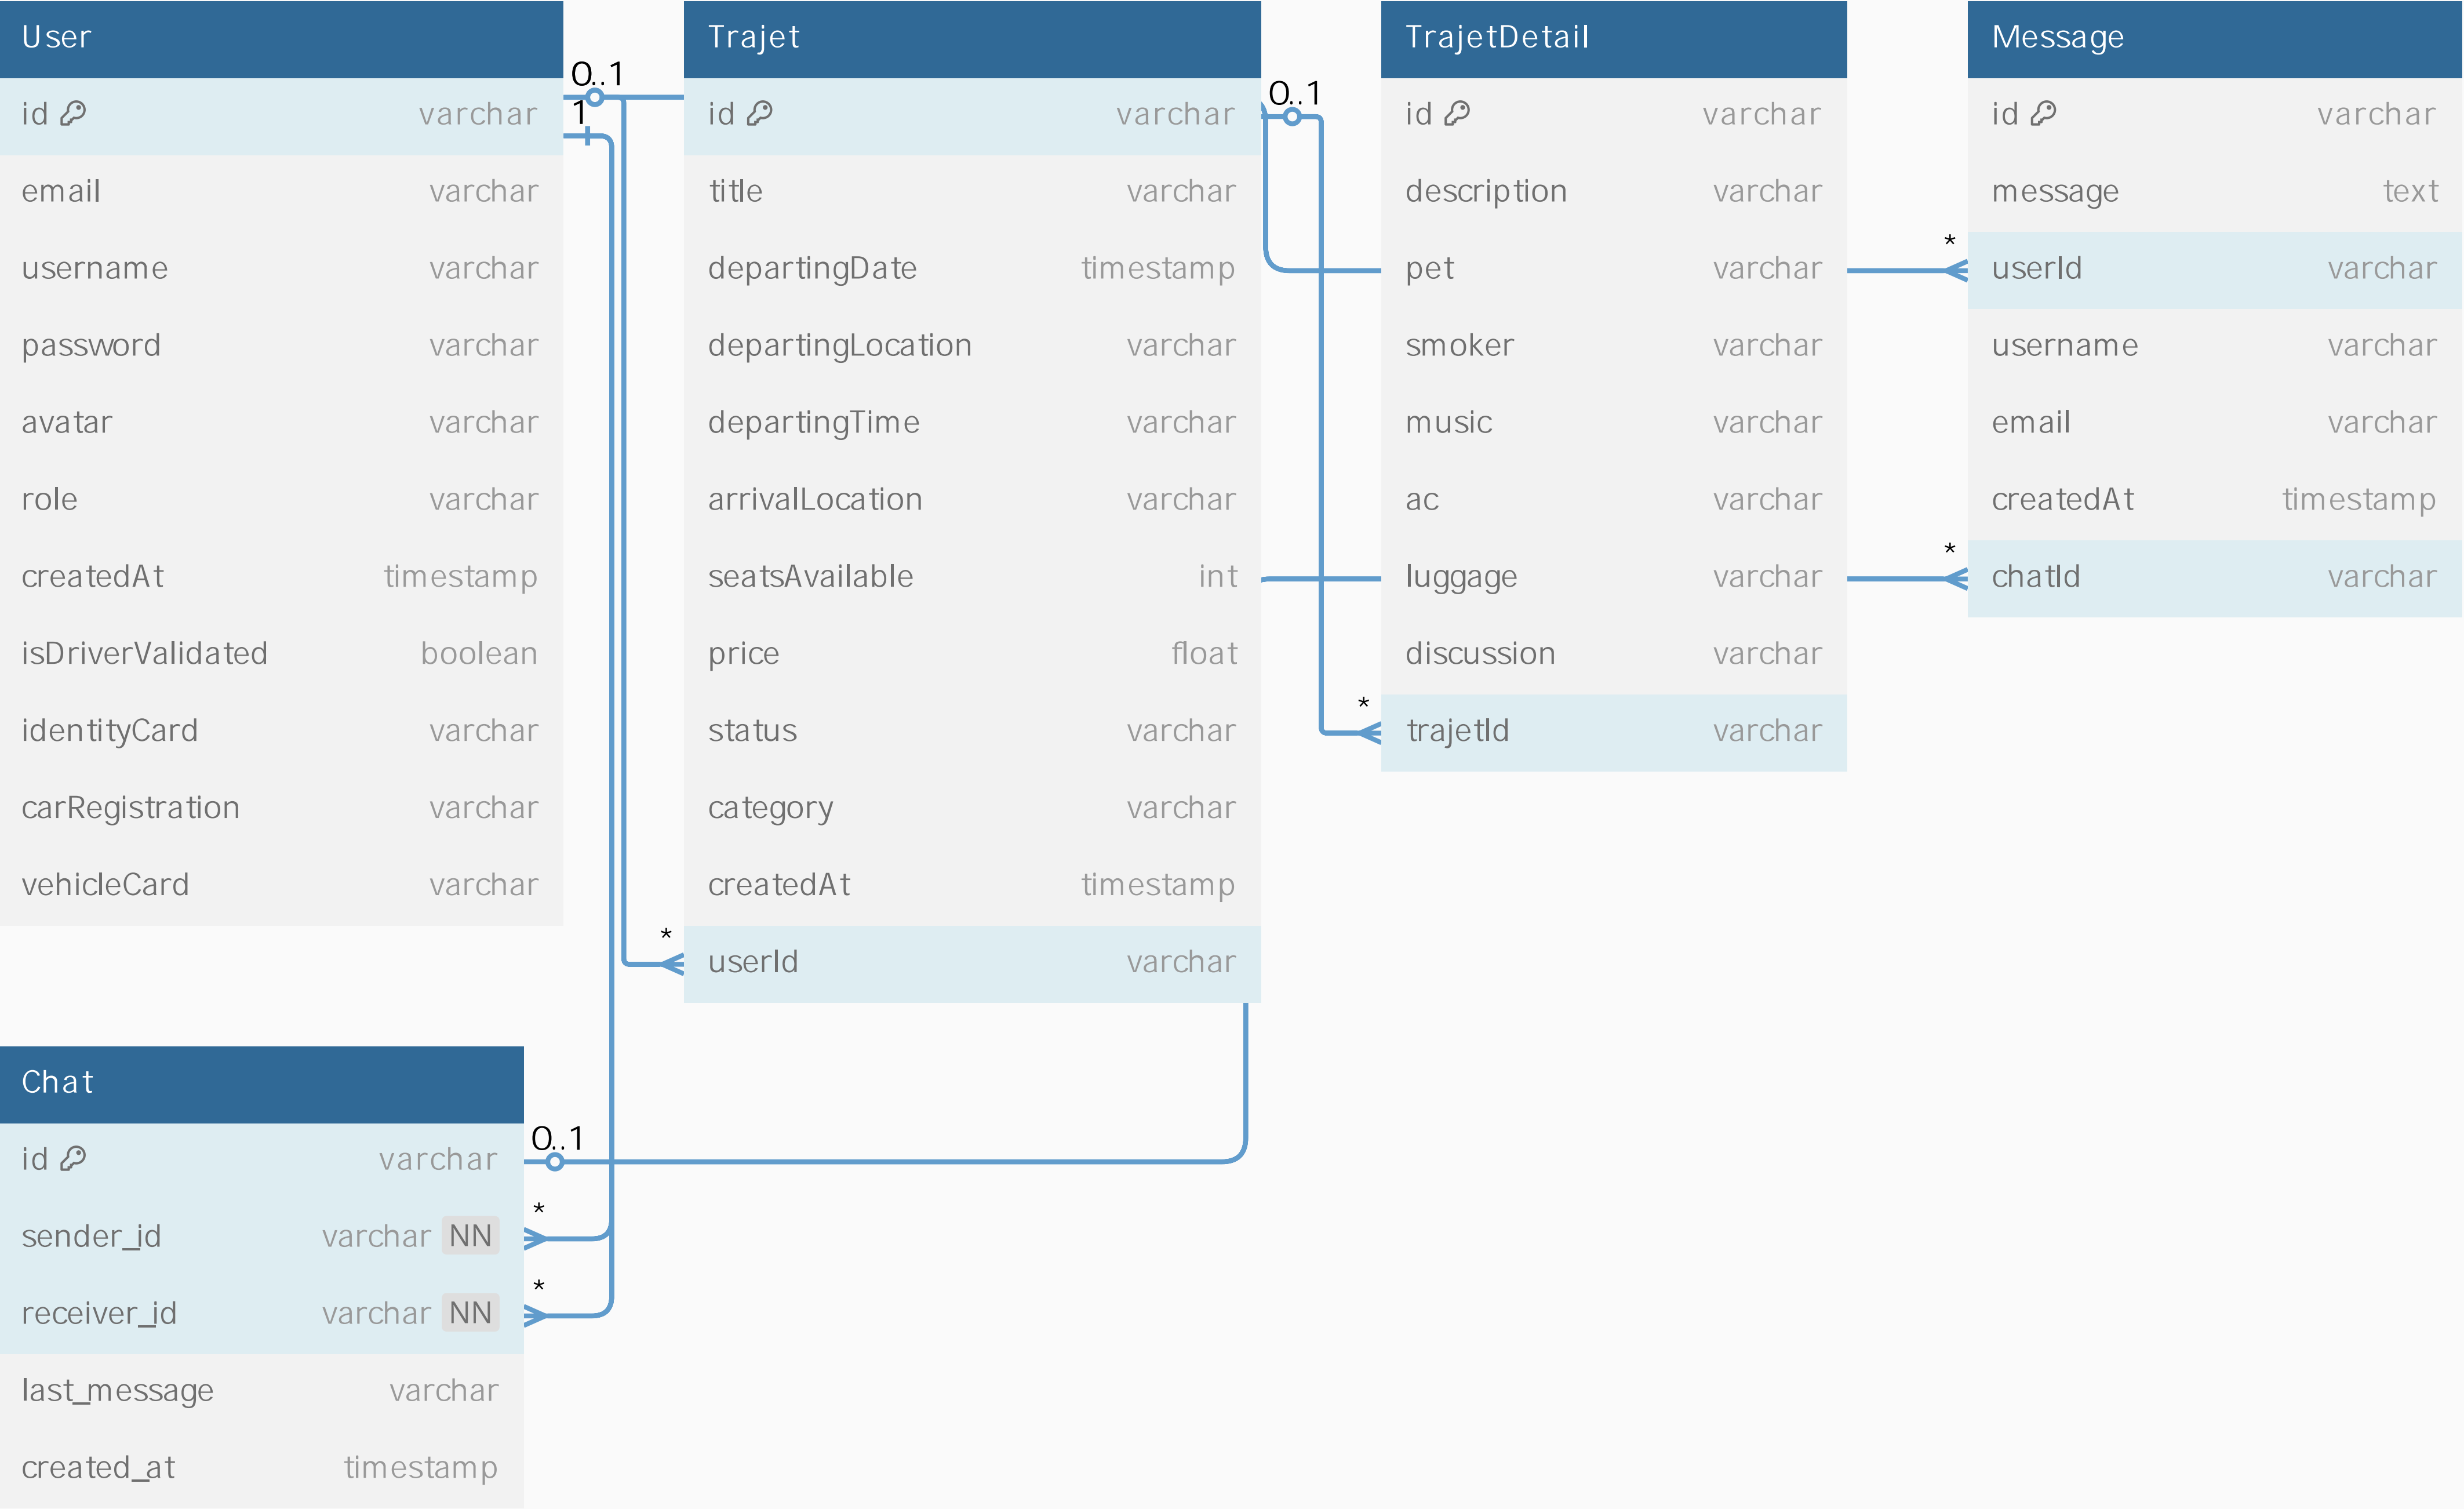 User
id varchar
email varchar
username varchar
password varchar
avatar varchar
role varchar
createdAt timestamp
isDriverValidated boolean
identityCard varchar
carRegistration varchar
vehicleCard varchar
0..1
1
Trajet
id varchar
title varchar
departingDate timestamp
departingLocation varchar
departingTime varchar
arrivalLocation varchar
seatsAvailable int
price float
status varchar
category varchar
createdAt timestamp
* userId varchar
0..1
TrajetDetail
id varchar
description varchar
pet varchar
smoker varchar
music varchar
ac varchar
luggage varchar
discussion varchar
* trajetId varchar
Message
id varchar
message text
* userId varchar
username varchar
email varchar
createdAt timestamp
* chatId varchar
Chat
id varchar 0..1
sender_id varchar NN *
receiver_id varchar NN *
last_message varchar
created_at timestamp